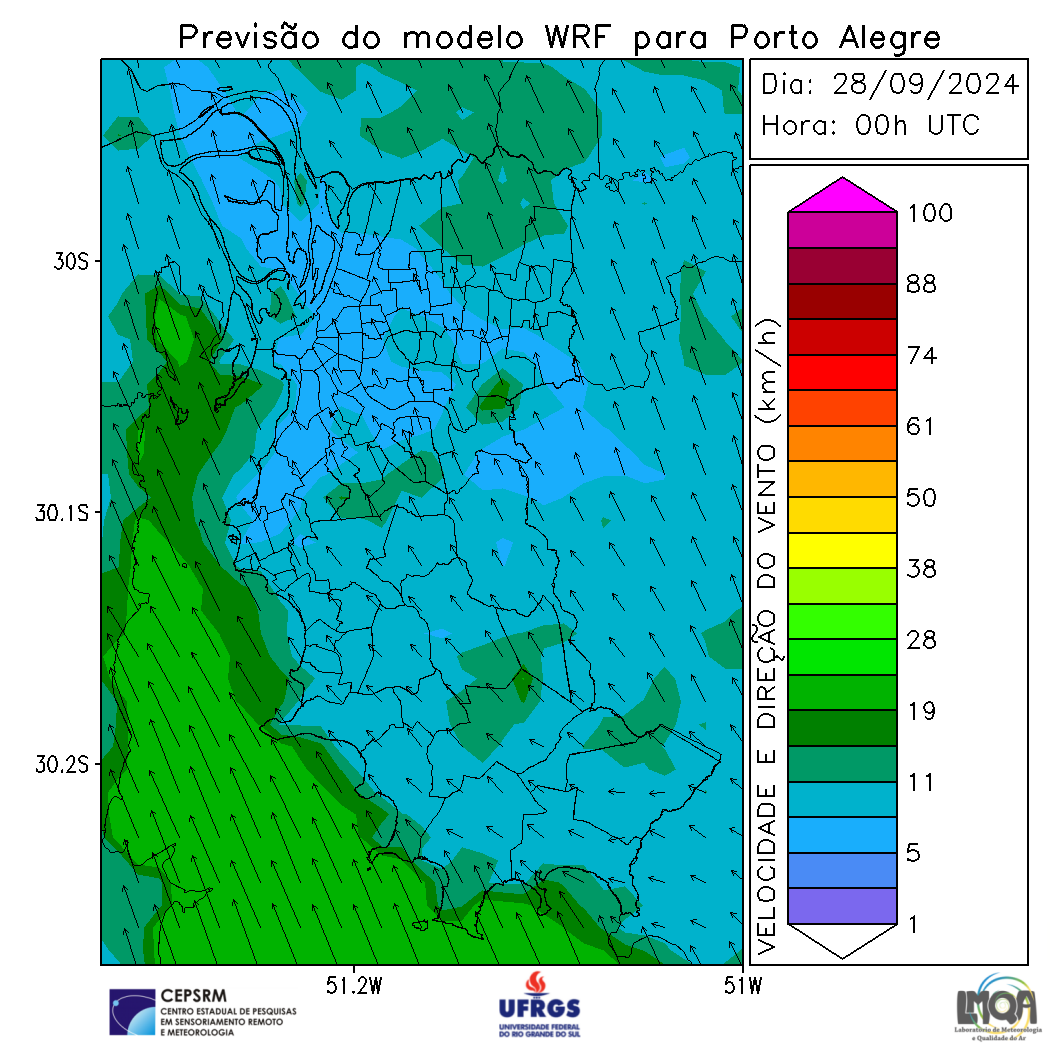 Previsão do modelo WRF para Porto Alegre
Dia: 28/09/2024
Hora: 00h UTC
30S
30.1S
30.2S
51.2W
51W
VELOCIDADE E DIREÇÃO DO VENTO (km/h)
100
88
74
61
50
38
28
19
11
5
1
CEPSRM
CENTRO ESTADUAL DE PESQUISAS
EM SENSORIAMENTO REMOTO
E METEOROLOGIA
UFRGS
UNIVERSIDADE FEDERAL
DO RIO GRANDE DO SUL
LMQA
Laboratório de Meteorologia
e Qualidade do Ar